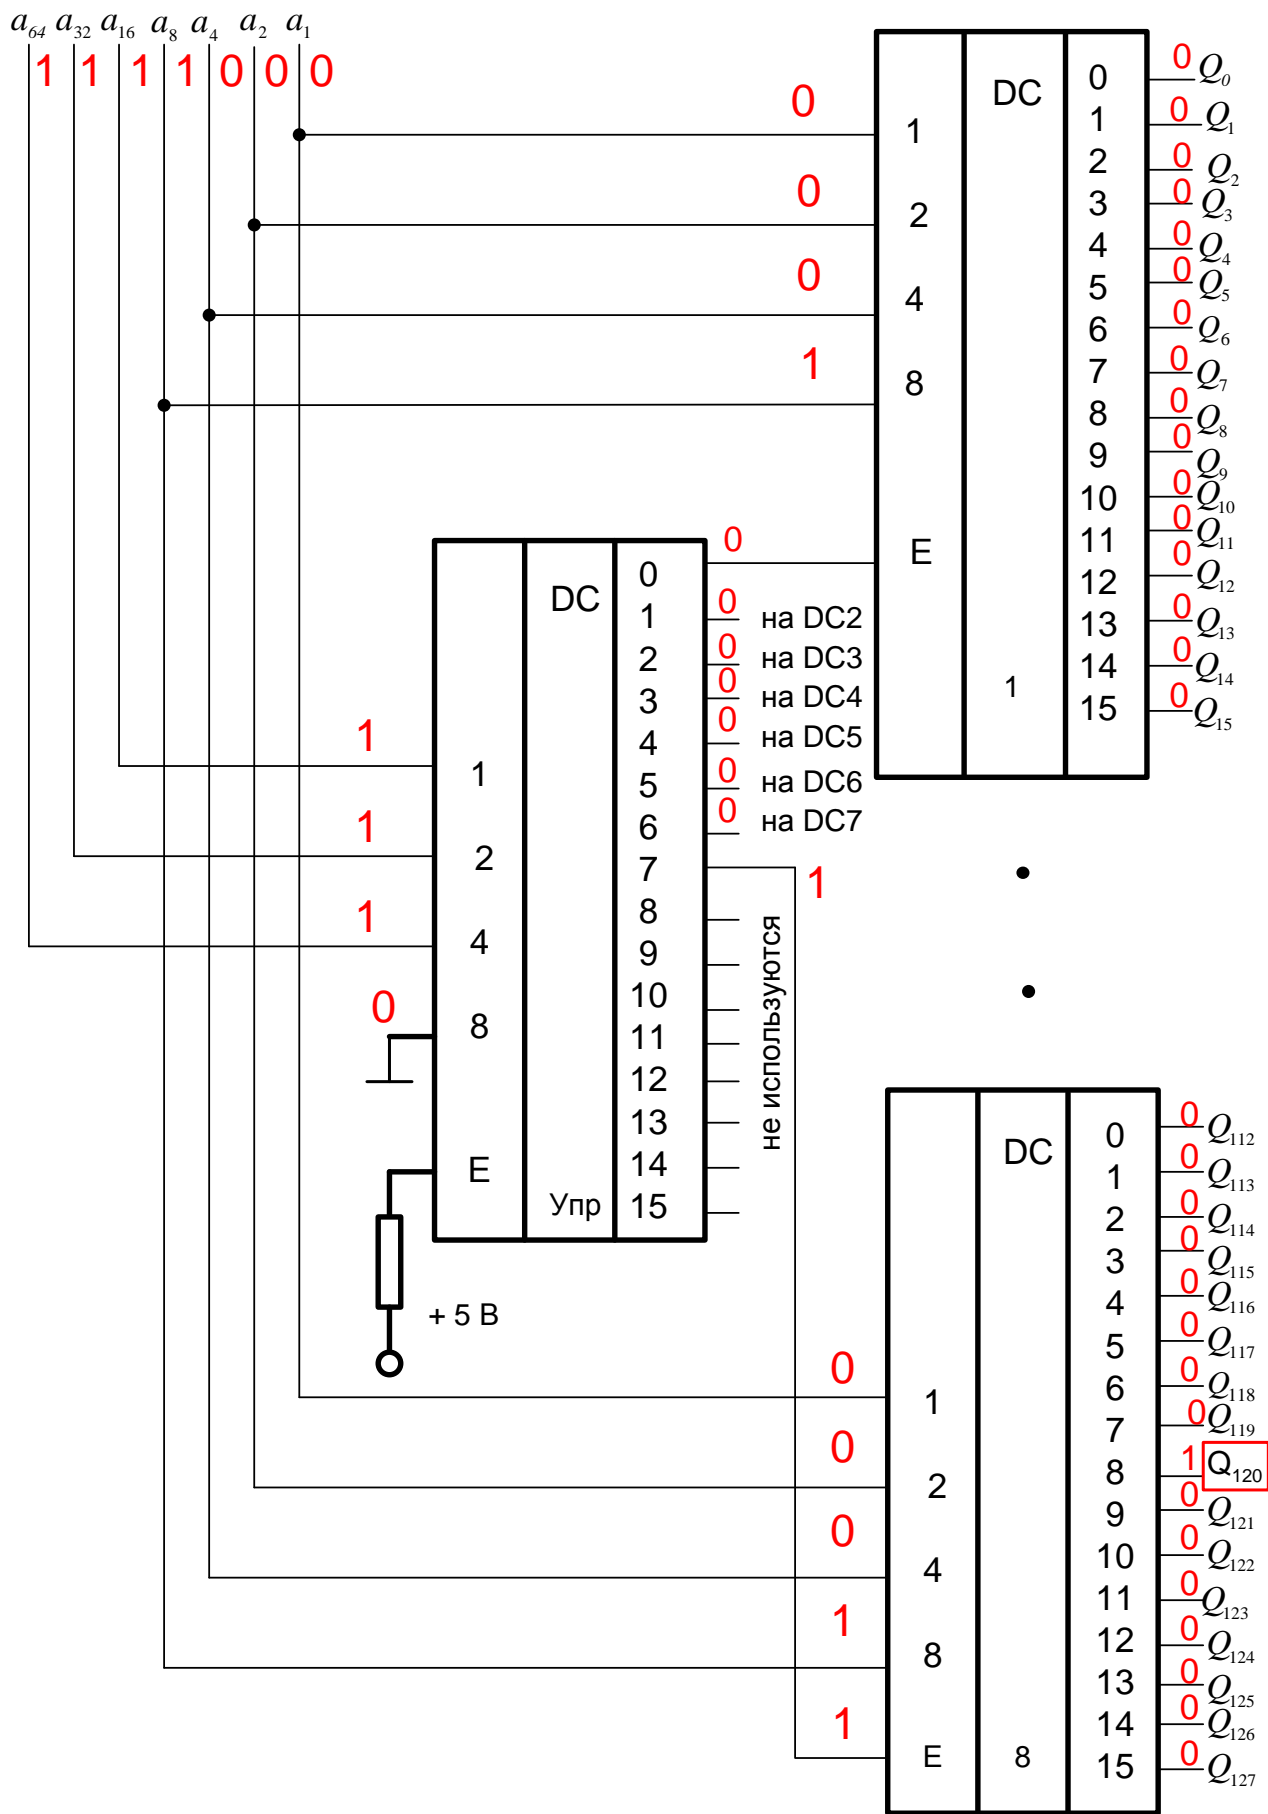 a64 a32 a16 a8 a4 a2 a1
1 1 1 1 0 0 0
0
0
0
1
1
2
4
8
E
DC
1
0
1
2
3
4
5
6
7
8
9
10
11
12
13
14
15
0 Q0
0 Q1
0 Q2
0 Q3
0 Q4
0 Q5
0 Q6
0 Q7
0 Q8
0 Q9
0 Q10
0 Q11
0 Q12
0 Q13
0 Q14
0 Q15
1
1
1
0
1
2
4
8
E
+ 5 В
DC
Упр
0
1
2
3
4
5
6
7
8
9
10
11
12
13
14
15
0
0 на DC2
0 на DC3
0 на DC4
0 на DC5
0 на DC6
0 на DC7
1
не используются
0
0
0
1
1
1
2
4
8
E
DC
8
0
1
2
3
4
5
6
7
8
9
10
11
12
13
14
15
0 Q112
0 Q113
0 Q114
0 Q115
0 Q116
0 Q117
0 Q118
0 Q119
1 Q120
0 Q121
0 Q122
0 Q123
0 Q124
0 Q125
0 Q126
0 Q127